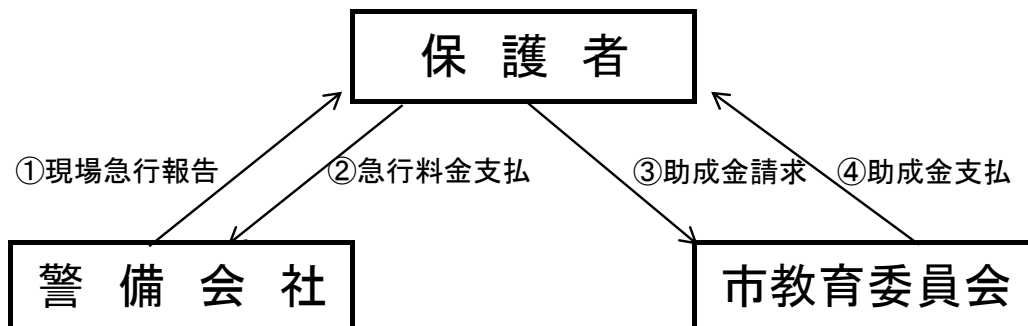 保護者
①現場急行報告
②急行料金支払
③助成金請求
④助成金支払
警備会社
市教育委員会